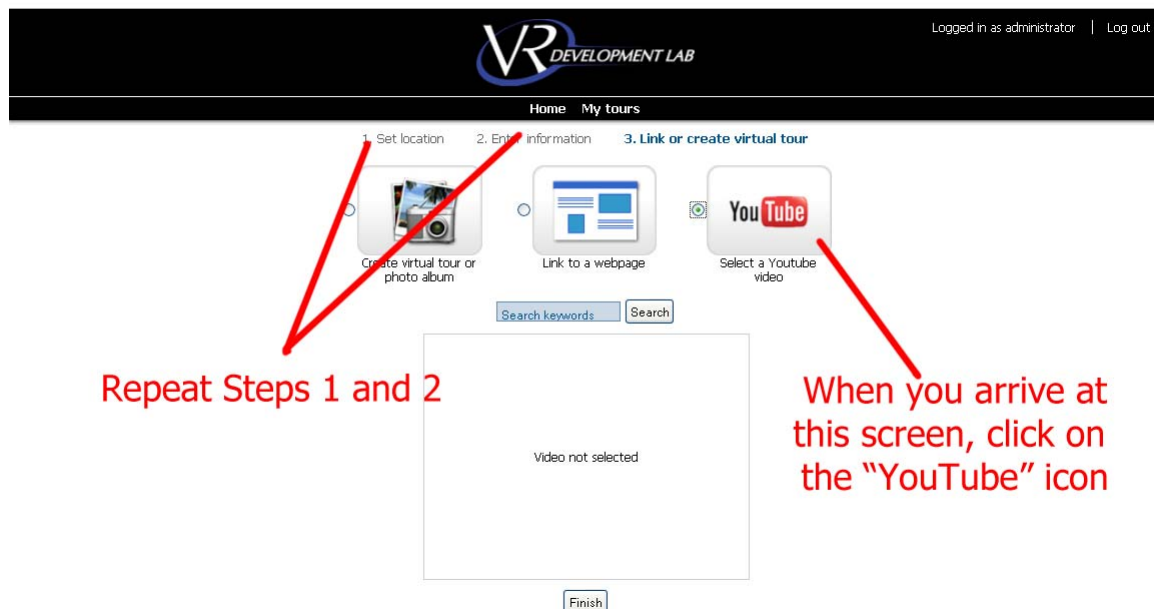 VR DEVELOPMENT LAB
Logged in as administrator | Log out
Home My tours
1. Set location 2. Enter information 3. Link or create virtual tour
You Tube
Create virtual tour or
photo album
Link to a webpage
Select a Youtube
video
Search keywords Search
Repeat Steps 1 and 2
When you arrive at
this screen, click on
the “YouTube” icon
Video not selected
Finish